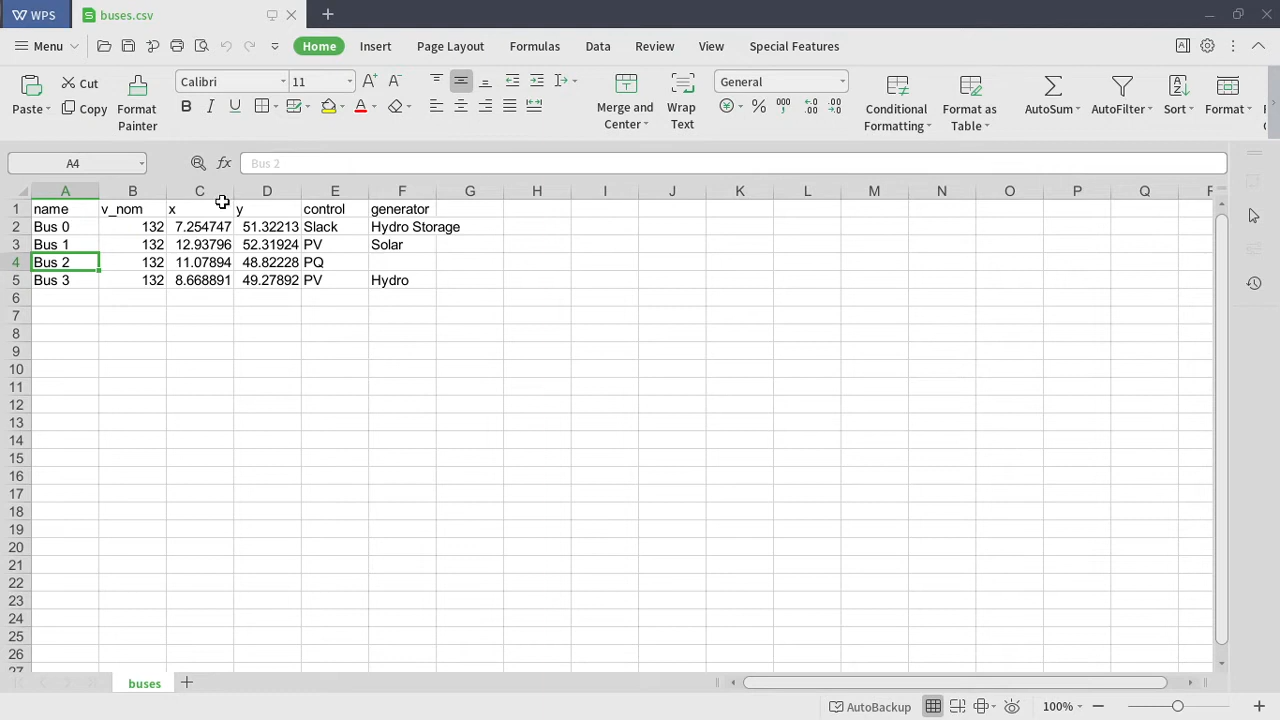 WPS buses.csv
Menu Home Insert Page Layout Formulas Data Review View Special Features
Paste Cut Copy Format Painter Calibri 11 Merge and Center Wrap Text General Conditional Formatting Format as Table AutoSum AutoFilter Sort Format
A4 fx Bus 2
A B C D E F G H I J K L M N O P Q
1 name v_nom x y control generator
2 Bus 0 132 7.254747 51.32213 Slack Hydro Storage
3 Bus 1 132 12.93796 52.31924 PV Solar
4 Bus 2 132 11.07894 48.82228 PQ
5 Bus 3 132 8.668891 49.27892 PV Hydro
6
7
8
9
10
11
12
13
14
15
16
17
18
19
20
21
22
23
24
25
26
27
buses
AutoBackup 100%